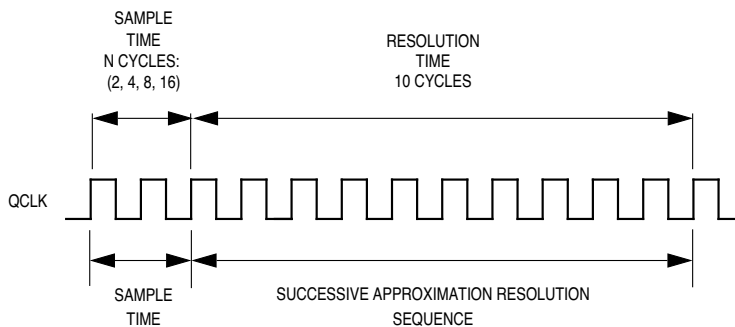 SAMPLE
TIME
N CYCLES:
(2, 4, 8, 16)
RESOLUTION
TIME
10 CYCLES
QCLK
SAMPLE
TIME
SUCCESSIVE APPROXIMATION RESOLUTION
SEQUENCE